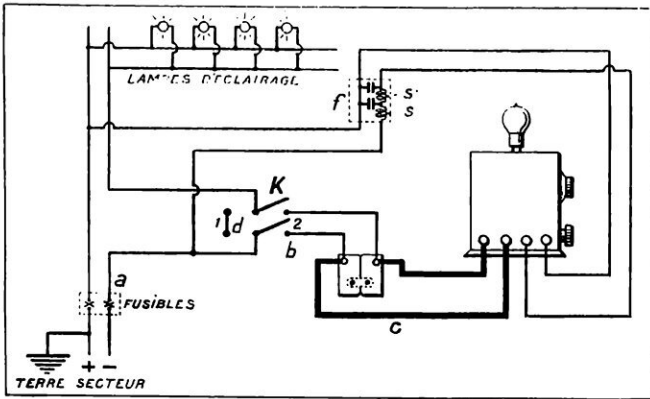 LAMPES D'ECLAIRAGE
f
S'
S
K
1 d
2
b
a
FUSIBLES
c
+ −
TERRE SECTEUR